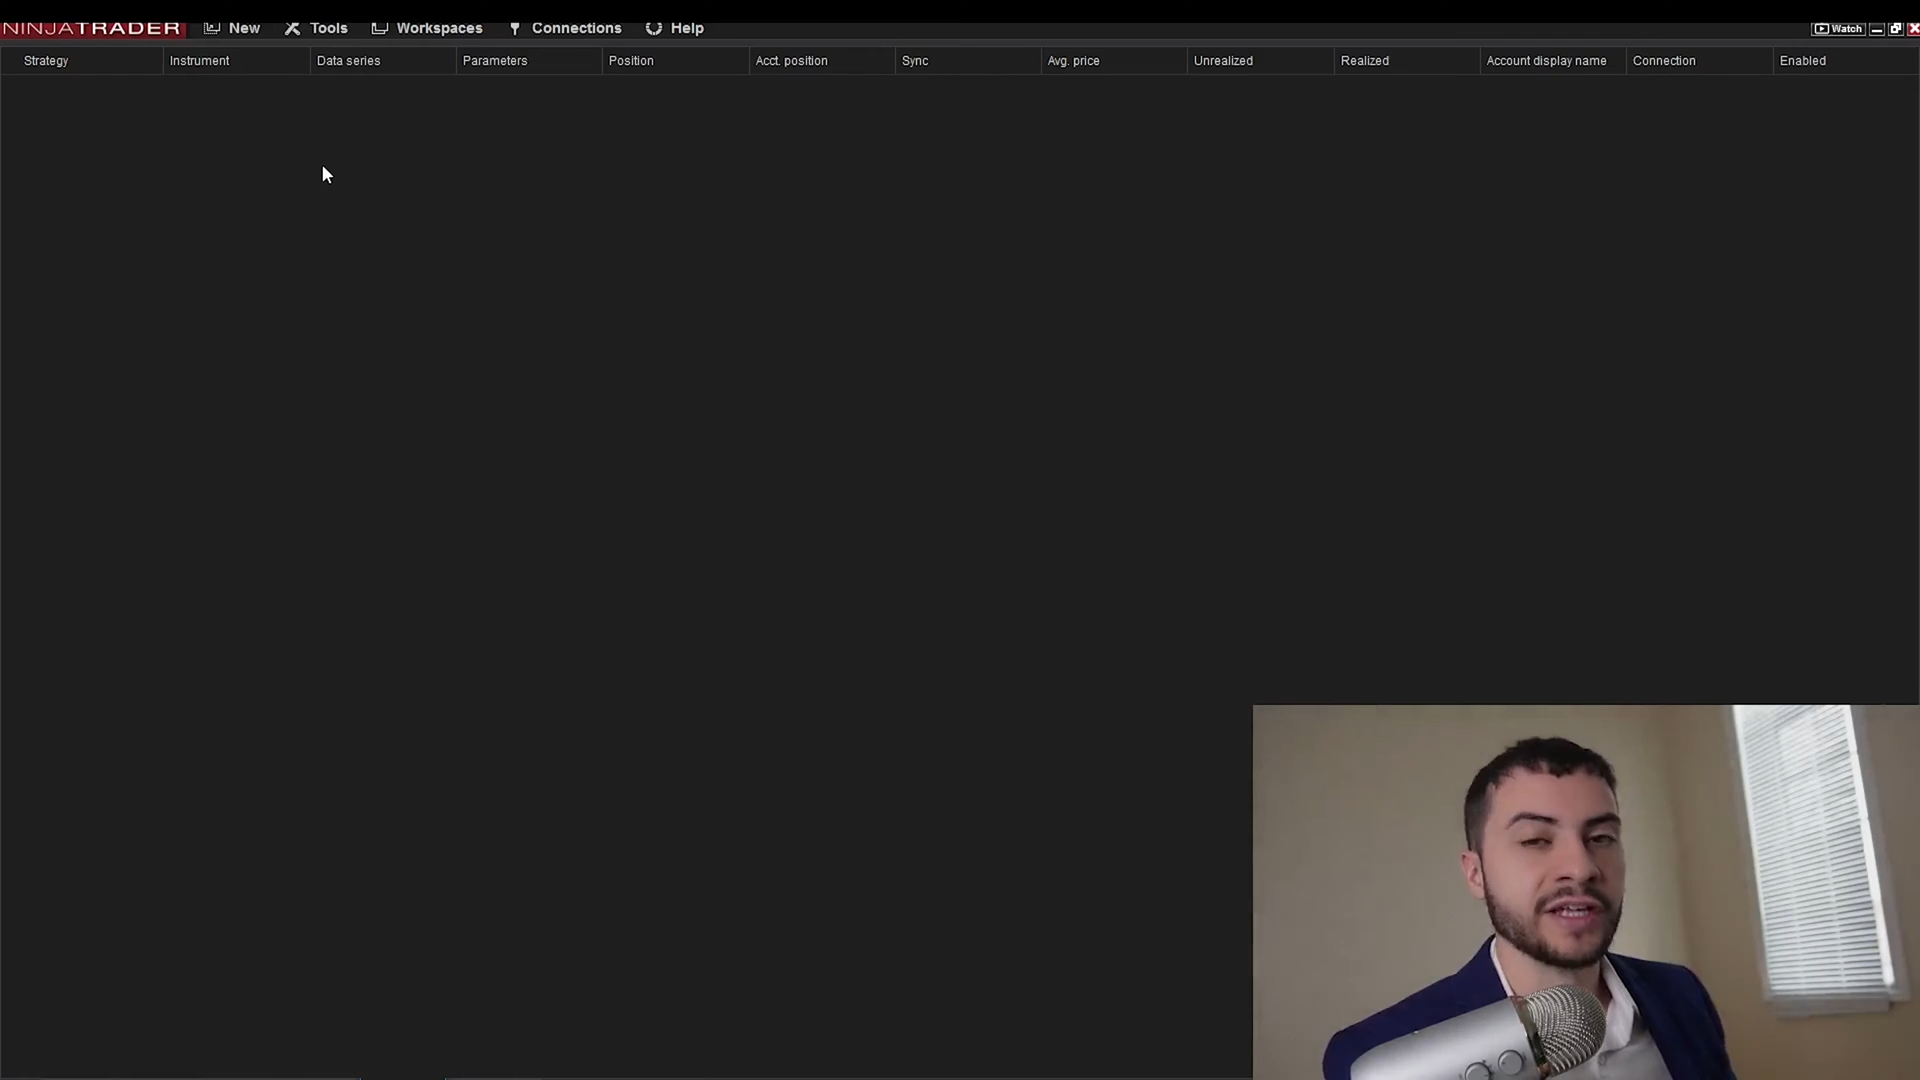 NINJATRADER New Tools Workspaces Connections Help Watch
Strategy Instrument Data series Parameters Position Acct. position Sync Avg. price Unrealized Realized Account display name Connection Enabled